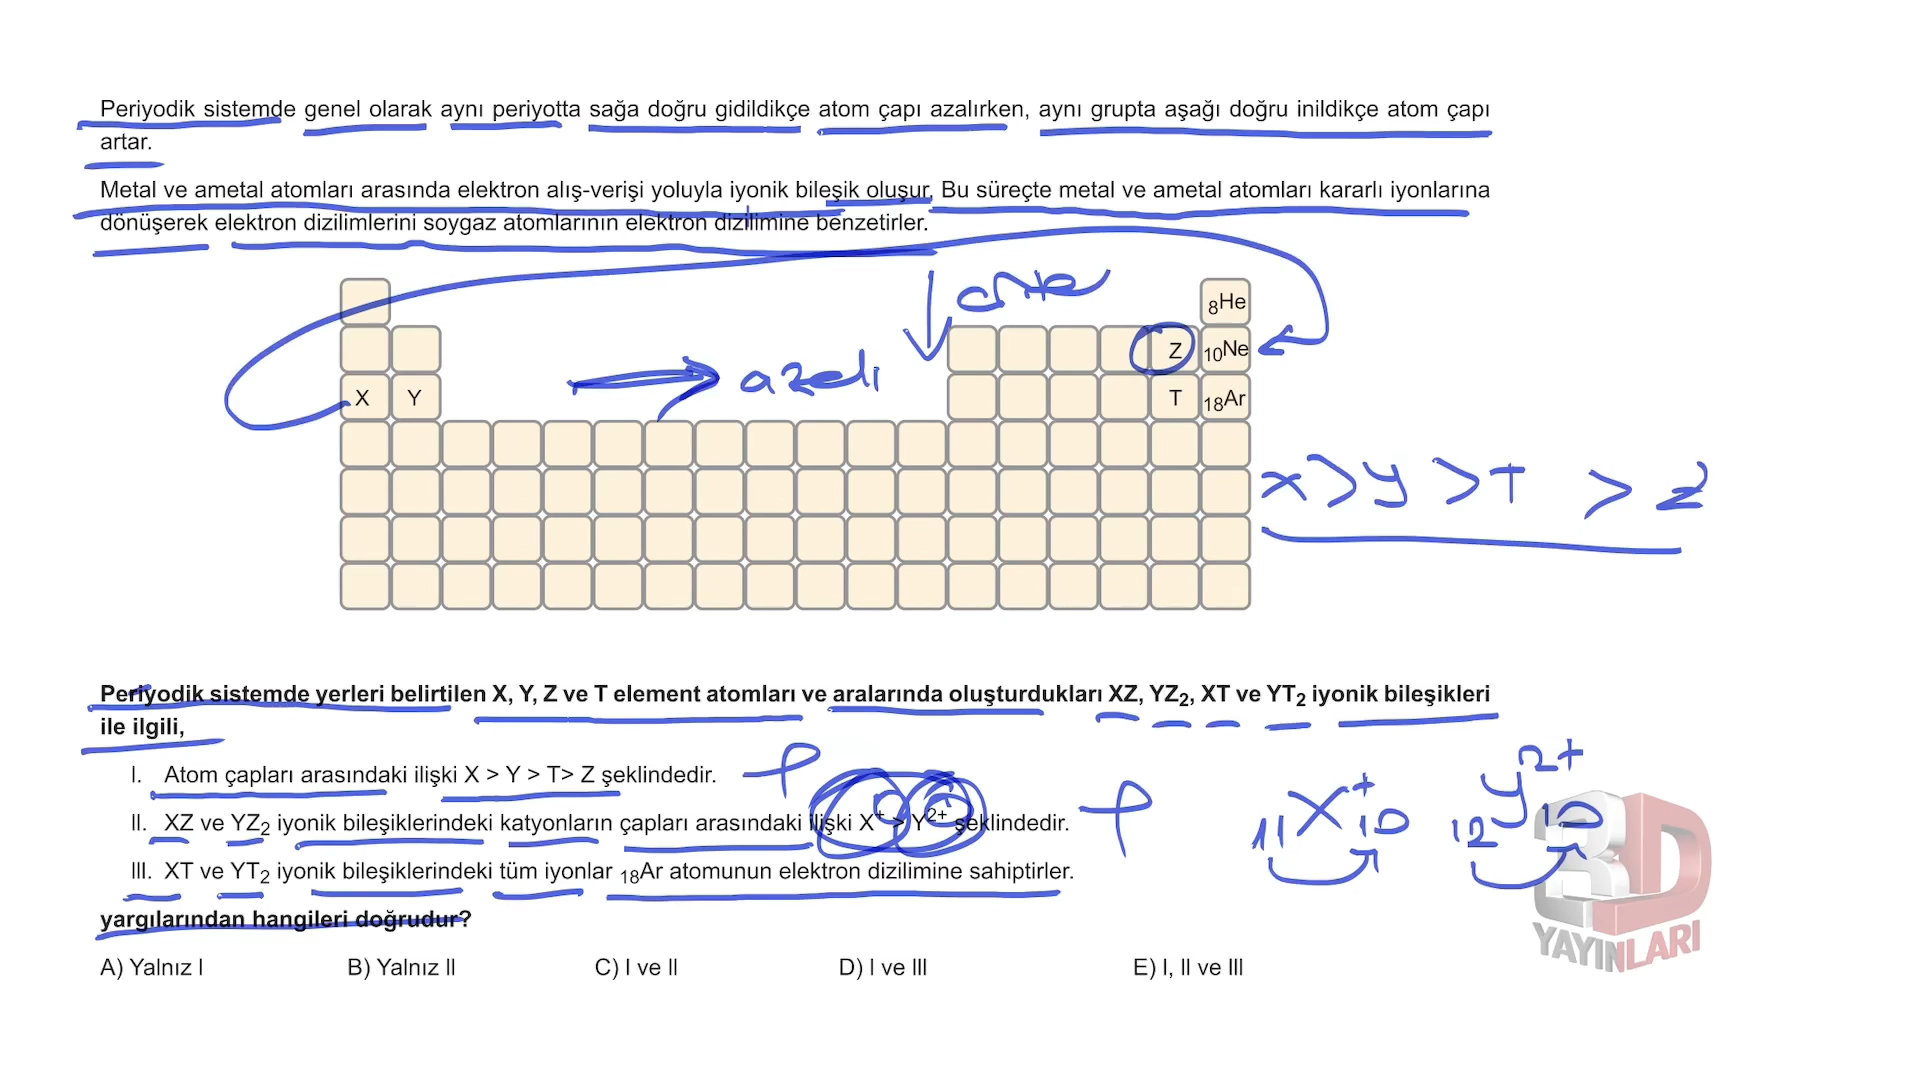 Periyodik sistemde genel olarak aynı periyotta sağa doğru gidildikçe atom çapı azalırken, aynı grupta aşağı doğru inildikçe atom çapı
artar.
Metal ve ametal atomları arasında elektron alış-verişi yoluyla iyonik bileşik oluşur. Bu süreçte metal ve ametal atomları kararlı iyonlarına
dönüşerek elektron dizilimlerini soygaz atomlarının elektron dizilimine benzetirler.
8He
Z 10Ne
azalı
X Y T 18Ar
x > y > T > z
Periyodik sistemde yerleri belirtilen X, Y, Z ve T element atomları ve aralarında oluşturdukları XZ, YZ2, XT ve YT2 iyonik bileşikleri
ile ilgili,
I. Atom çapları arasındaki ilişki X > Y > T> Z şeklindedir.
II. XZ ve YZ2 iyonik bileşiklerindeki katyonların çapları arasındaki ilişki X+ > Y2+ şeklindedir.
11X+10 12Y2+10
III. XT ve YT2 iyonik bileşiklerindeki tüm iyonlar 18Ar atomunun elektron dizilimine sahiptirler.
yargılarından hangileri doğrudur?
A) Yalnız I B) Yalnız II C) I ve II D) I ve III E) I, II ve III
3D
YAYINLARI